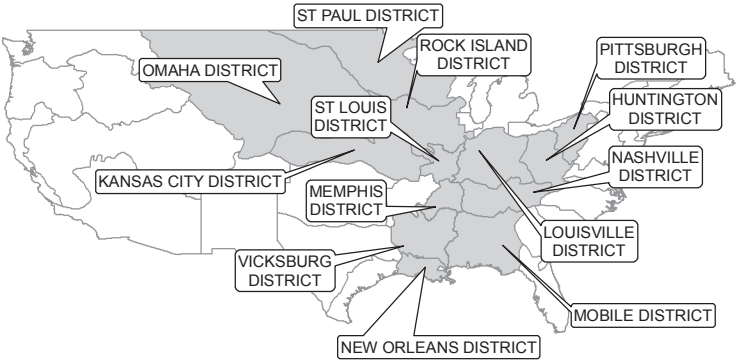 ST PAUL DISTRICT
ROCK ISLAND
DISTRICT
PITTSBURGH
DISTRICT
OMAHA DISTRICT
HUNTINGTON
DISTRICT
ST LOUIS
DISTRICT
NASHVILLE
DISTRICT
KANSAS CITY DISTRICT
MEMPHIS
DISTRICT
LOUISVILLE
DISTRICT
VICKSBURG
DISTRICT
MOBILE DISTRICT
NEW ORLEANS DISTRICT